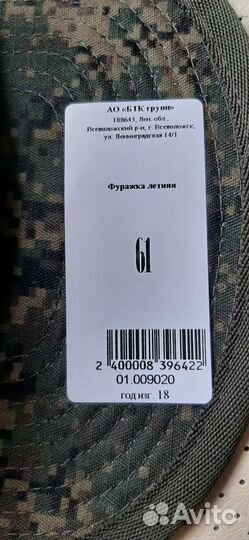 АО «БТК групп»
188643, Лен. обл.,
Всеволожский р-н, г. Всеволожск,
ул. Ленинградская 14/1
Фуражка летняя
61
2 400008 396422
01.009020
год изг. 18
Avito